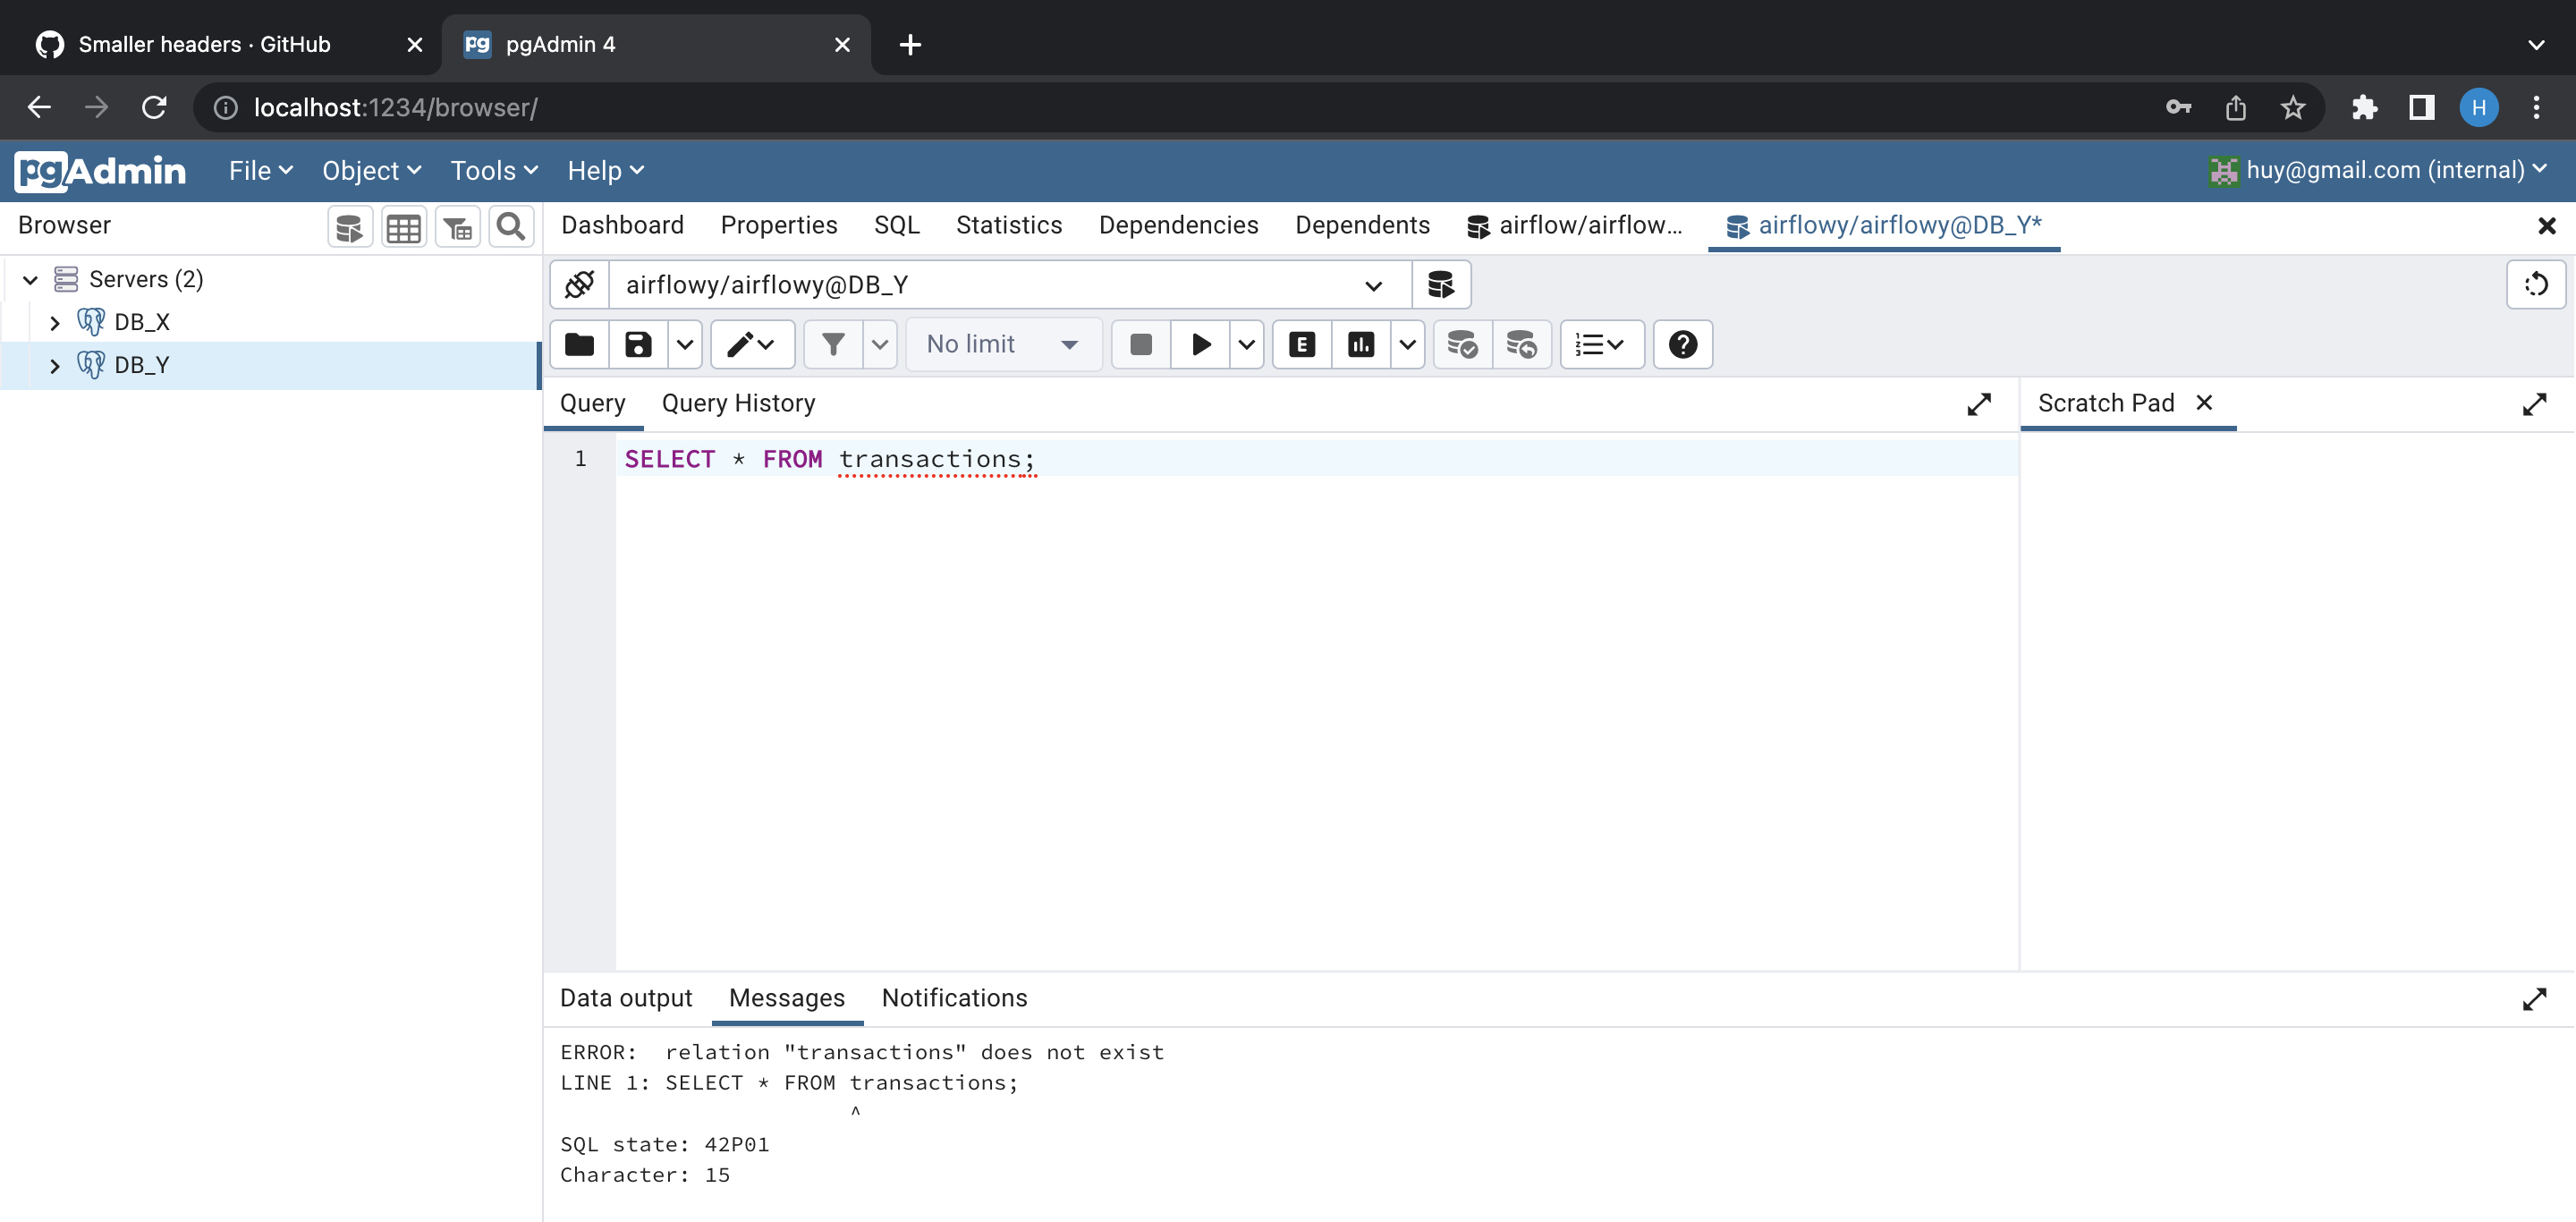 Smaller headers · GitHub
pg pgAdmin 4
localhost:1234/browser/
H
pgAdmin File Object Tools Help
huy@gmail.com (internal)
Browser
Dashboard Properties SQL Statistics Dependencies Dependents airflow/airflow... airflowy/airflowy@DB_Y*
Servers (2)
DB_X
DB_Y
airflowy/airflowy@DB_Y
No limit
E
Query Query History
Scratch Pad
1 SELECT * FROM transactions;
Data output Messages Notifications
ERROR:  relation "transactions" does not exist
LINE 1: SELECT * FROM transactions;
^
SQL state: 42P01
Character: 15